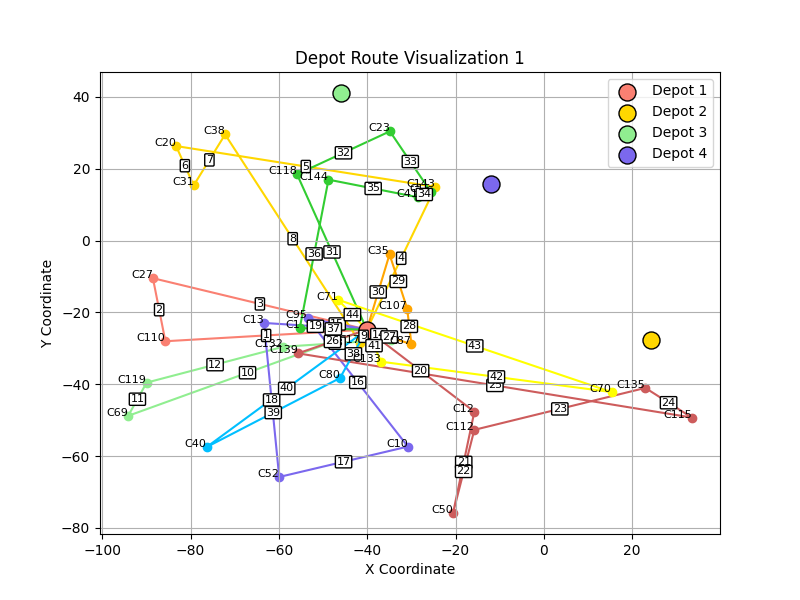 Depot Route Visualization 1
Depot 1
Depot 2
Depot 3
Depot 4
Y Coordinate
40
20
0
−20
−40
−60
−80
−100
−80
−60
−40
−20
0
20
X Coordinate
C23
C38
C20
C118
C144
C31
C143
C35
C27
C71
C107
C95
C13
C110
C139
C80
C119
C69
C70
C135
C115
C12
C112
C40
C10
C52
C50
32
33
5
6
7
35
34
8
36
31
4
29
30
3
2
44
19
37
28
1
26
27
41
38
43
12
10
20
42
16
40
11
18
39
23
24
17
21
22